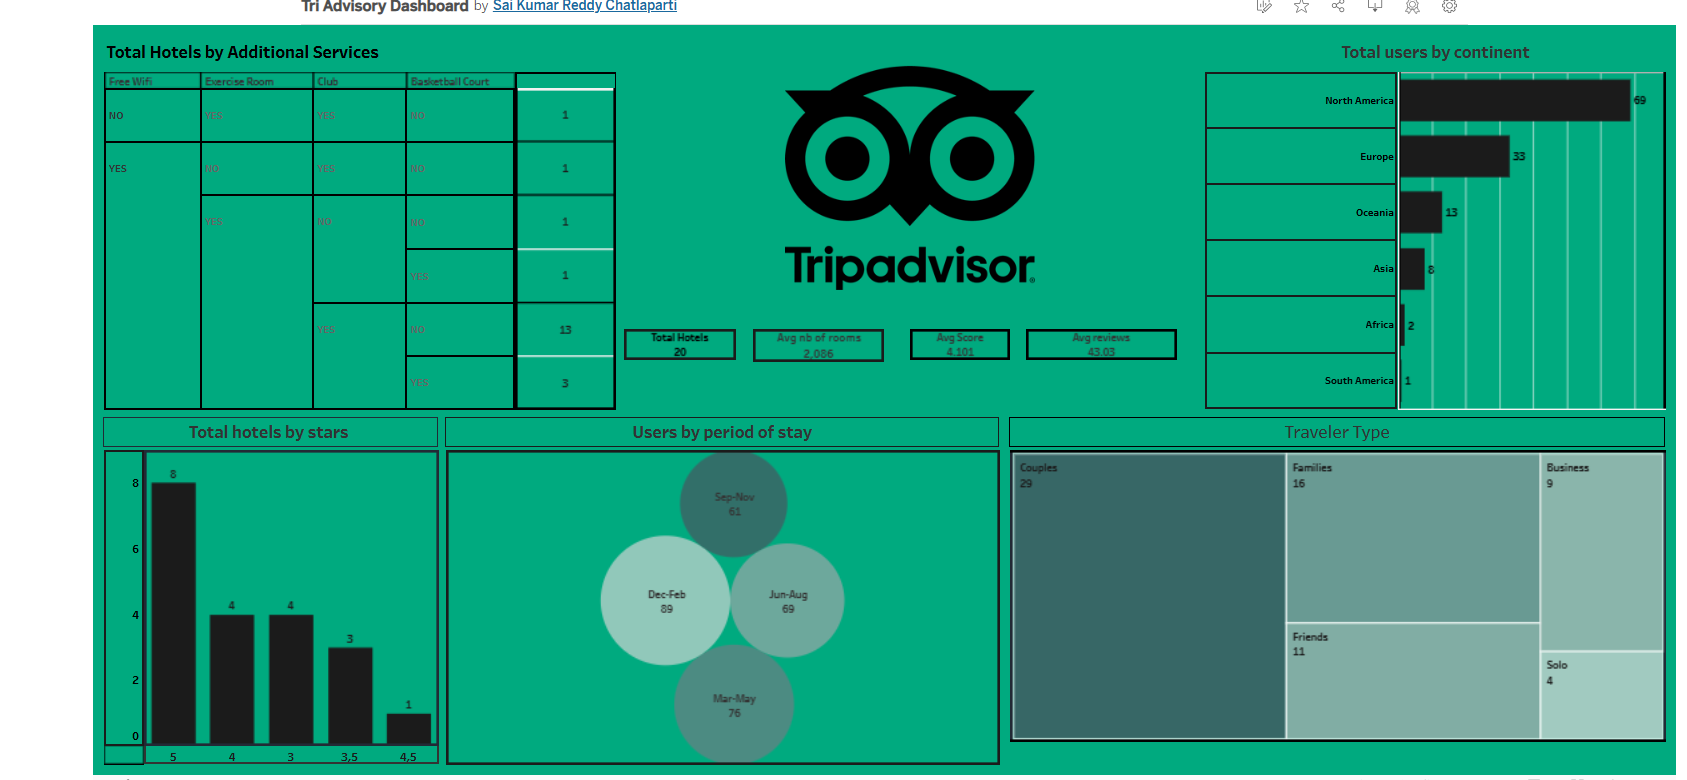 Tri Advisory Dashboard by Sai Kumar Reddy Chatlaparti
Total Hotels by Additional Services
Free Wifi Exercise Room Club Basketball Court
NO YES YES NO 1
YES NO YES NO 1
YES NO NO 1
YES 1
YES NO 13
YES 3
Tripadvisor
Total Hotels
20
Avg nb of rooms
2,086
Avg Score
4.101
Avg reviews
43.03
Total users by continent
North America 69
Europe 33
Oceania 13
Asia 8
Africa 2
South America 1
Total hotels by stars
8
6
4
2
0
8
4
4
3
1
5 4 3 3,5 4,5
Users by period of stay
Sep-Nov
61
Dec-Feb
89
Jun-Aug
69
Mar-May
76
Traveler Type
Couples
29
Families
16
Business
9
Friends
11
Solo
4